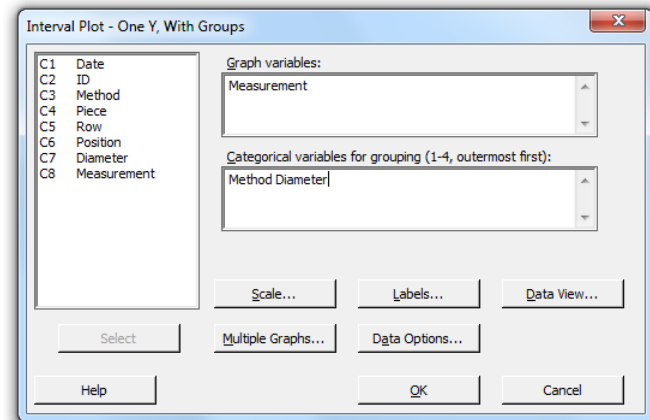 Interval Plot - One Y, With Groups
C1 Date
C2 ID
C3 Method
C4 Piece
C5 Row
C6 Position
C7 Diameter
C8 Measurement
Graph variables:
Measurement
Categorical variables for grouping (1-4, outermost first):
Method Diameter
Scale... Labels... Data View...
Select Multiple Graphs... Data Options...
Help OK Cancel